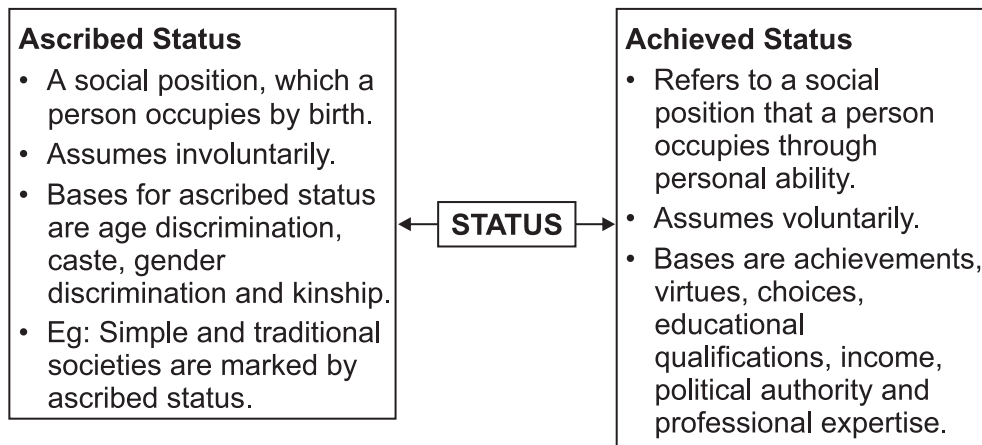 Ascribed Status
• A social position, which a
person occupies by birth.
• Assumes involuntarily.
• Bases for ascribed status
are age discrimination,
caste, gender
discrimination and kinship.
• Eg: Simple and traditional
societies are marked by
ascribed status.
STATUS
Achieved Status
• Refers to a social
position that a person
occupies through
personal ability.
• Assumes voluntarily.
• Bases are achievements,
virtues, choices,
educational
qualifications, income,
political authority and
professional expertise.